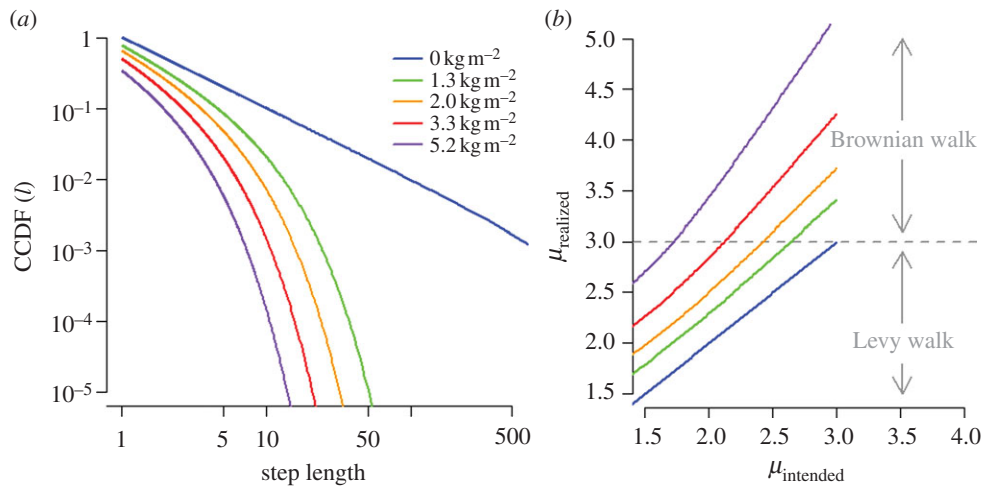 (a)
1
10⁻¹
10⁻²
10⁻³
10⁻⁴
10⁻⁵
CCDF (l)
0 kg m⁻²
1.3 kg m⁻²
2.0 kg m⁻²
3.3 kg m⁻²
5.2 kg m⁻²
1 5 10 50 500
step length
(b)
5.0
4.5
4.0
3.5
3.0
2.5
2.0
1.5
μrealized
Brownian walk
Levy walk
1.5 2.0 2.5 3.0 3.5 4.0
μintended